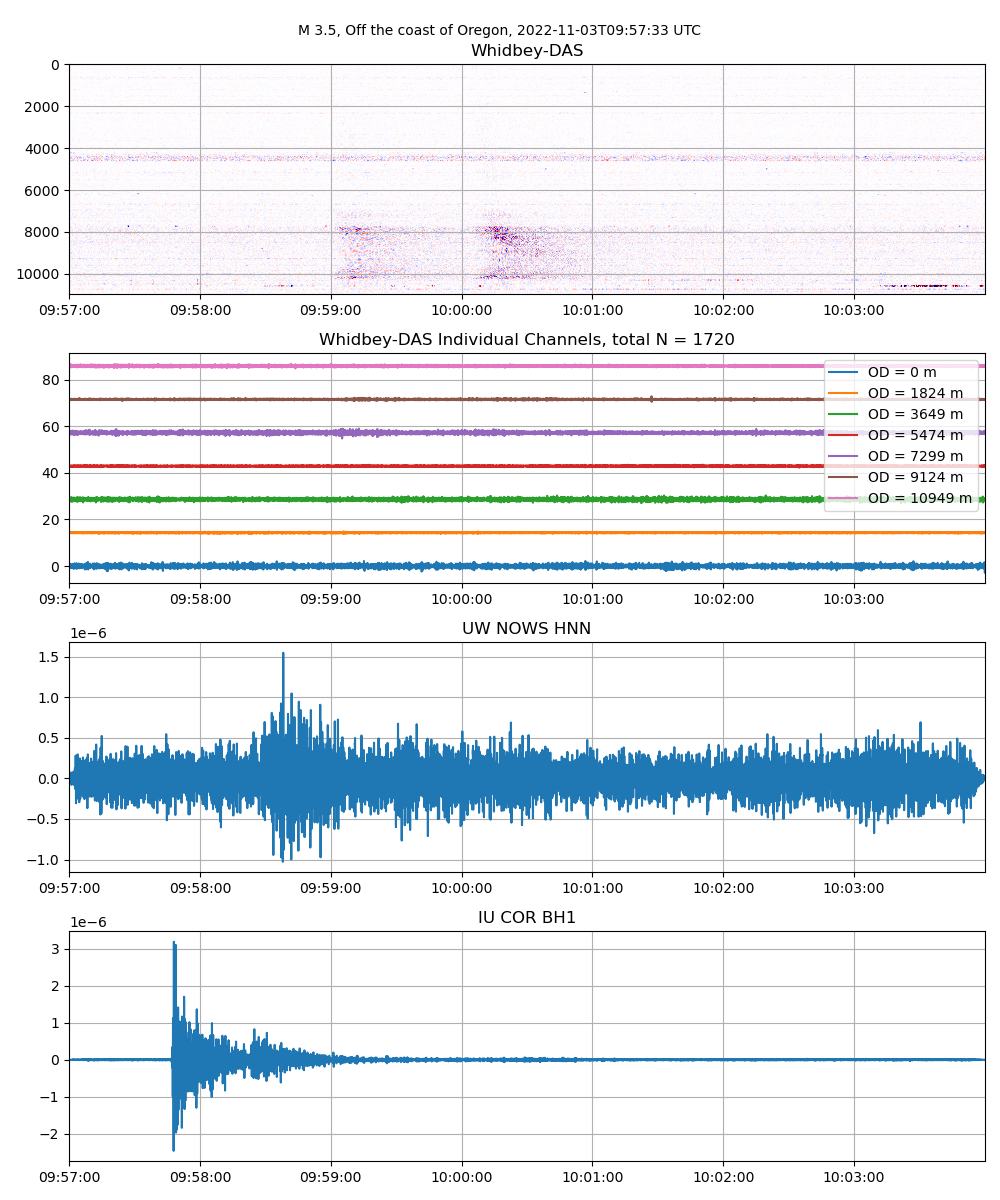 M 3.5, Off the coast of Oregon, 2022-11-03T09:57:33 UTC
Whidbey-DAS
0
2000
4000
6000
8000
10000
09:57:00 09:58:00 09:59:00 10:00:00 10:01:00 10:02:00 10:03:00
Whidbey-DAS Individual Channels, total N = 1720
80
60
40
20
0
OD = 0 m
OD = 1824 m
OD = 3649 m
OD = 5474 m
OD = 7299 m
OD = 9124 m
OD = 10949 m
09:57:00 09:58:00 09:59:00 10:00:00 10:01:00 10:02:00 10:03:00
UW NOWS HNN
1e−6
1.5
1.0
0.5
0.0
−0.5
−1.0
09:57:00 09:58:00 09:59:00 10:00:00 10:01:00 10:02:00 10:03:00
IU COR BH1
1e−6
3
2
1
0
−1
−2
09:57:00 09:58:00 09:59:00 10:00:00 10:01:00 10:02:00 10:03:00